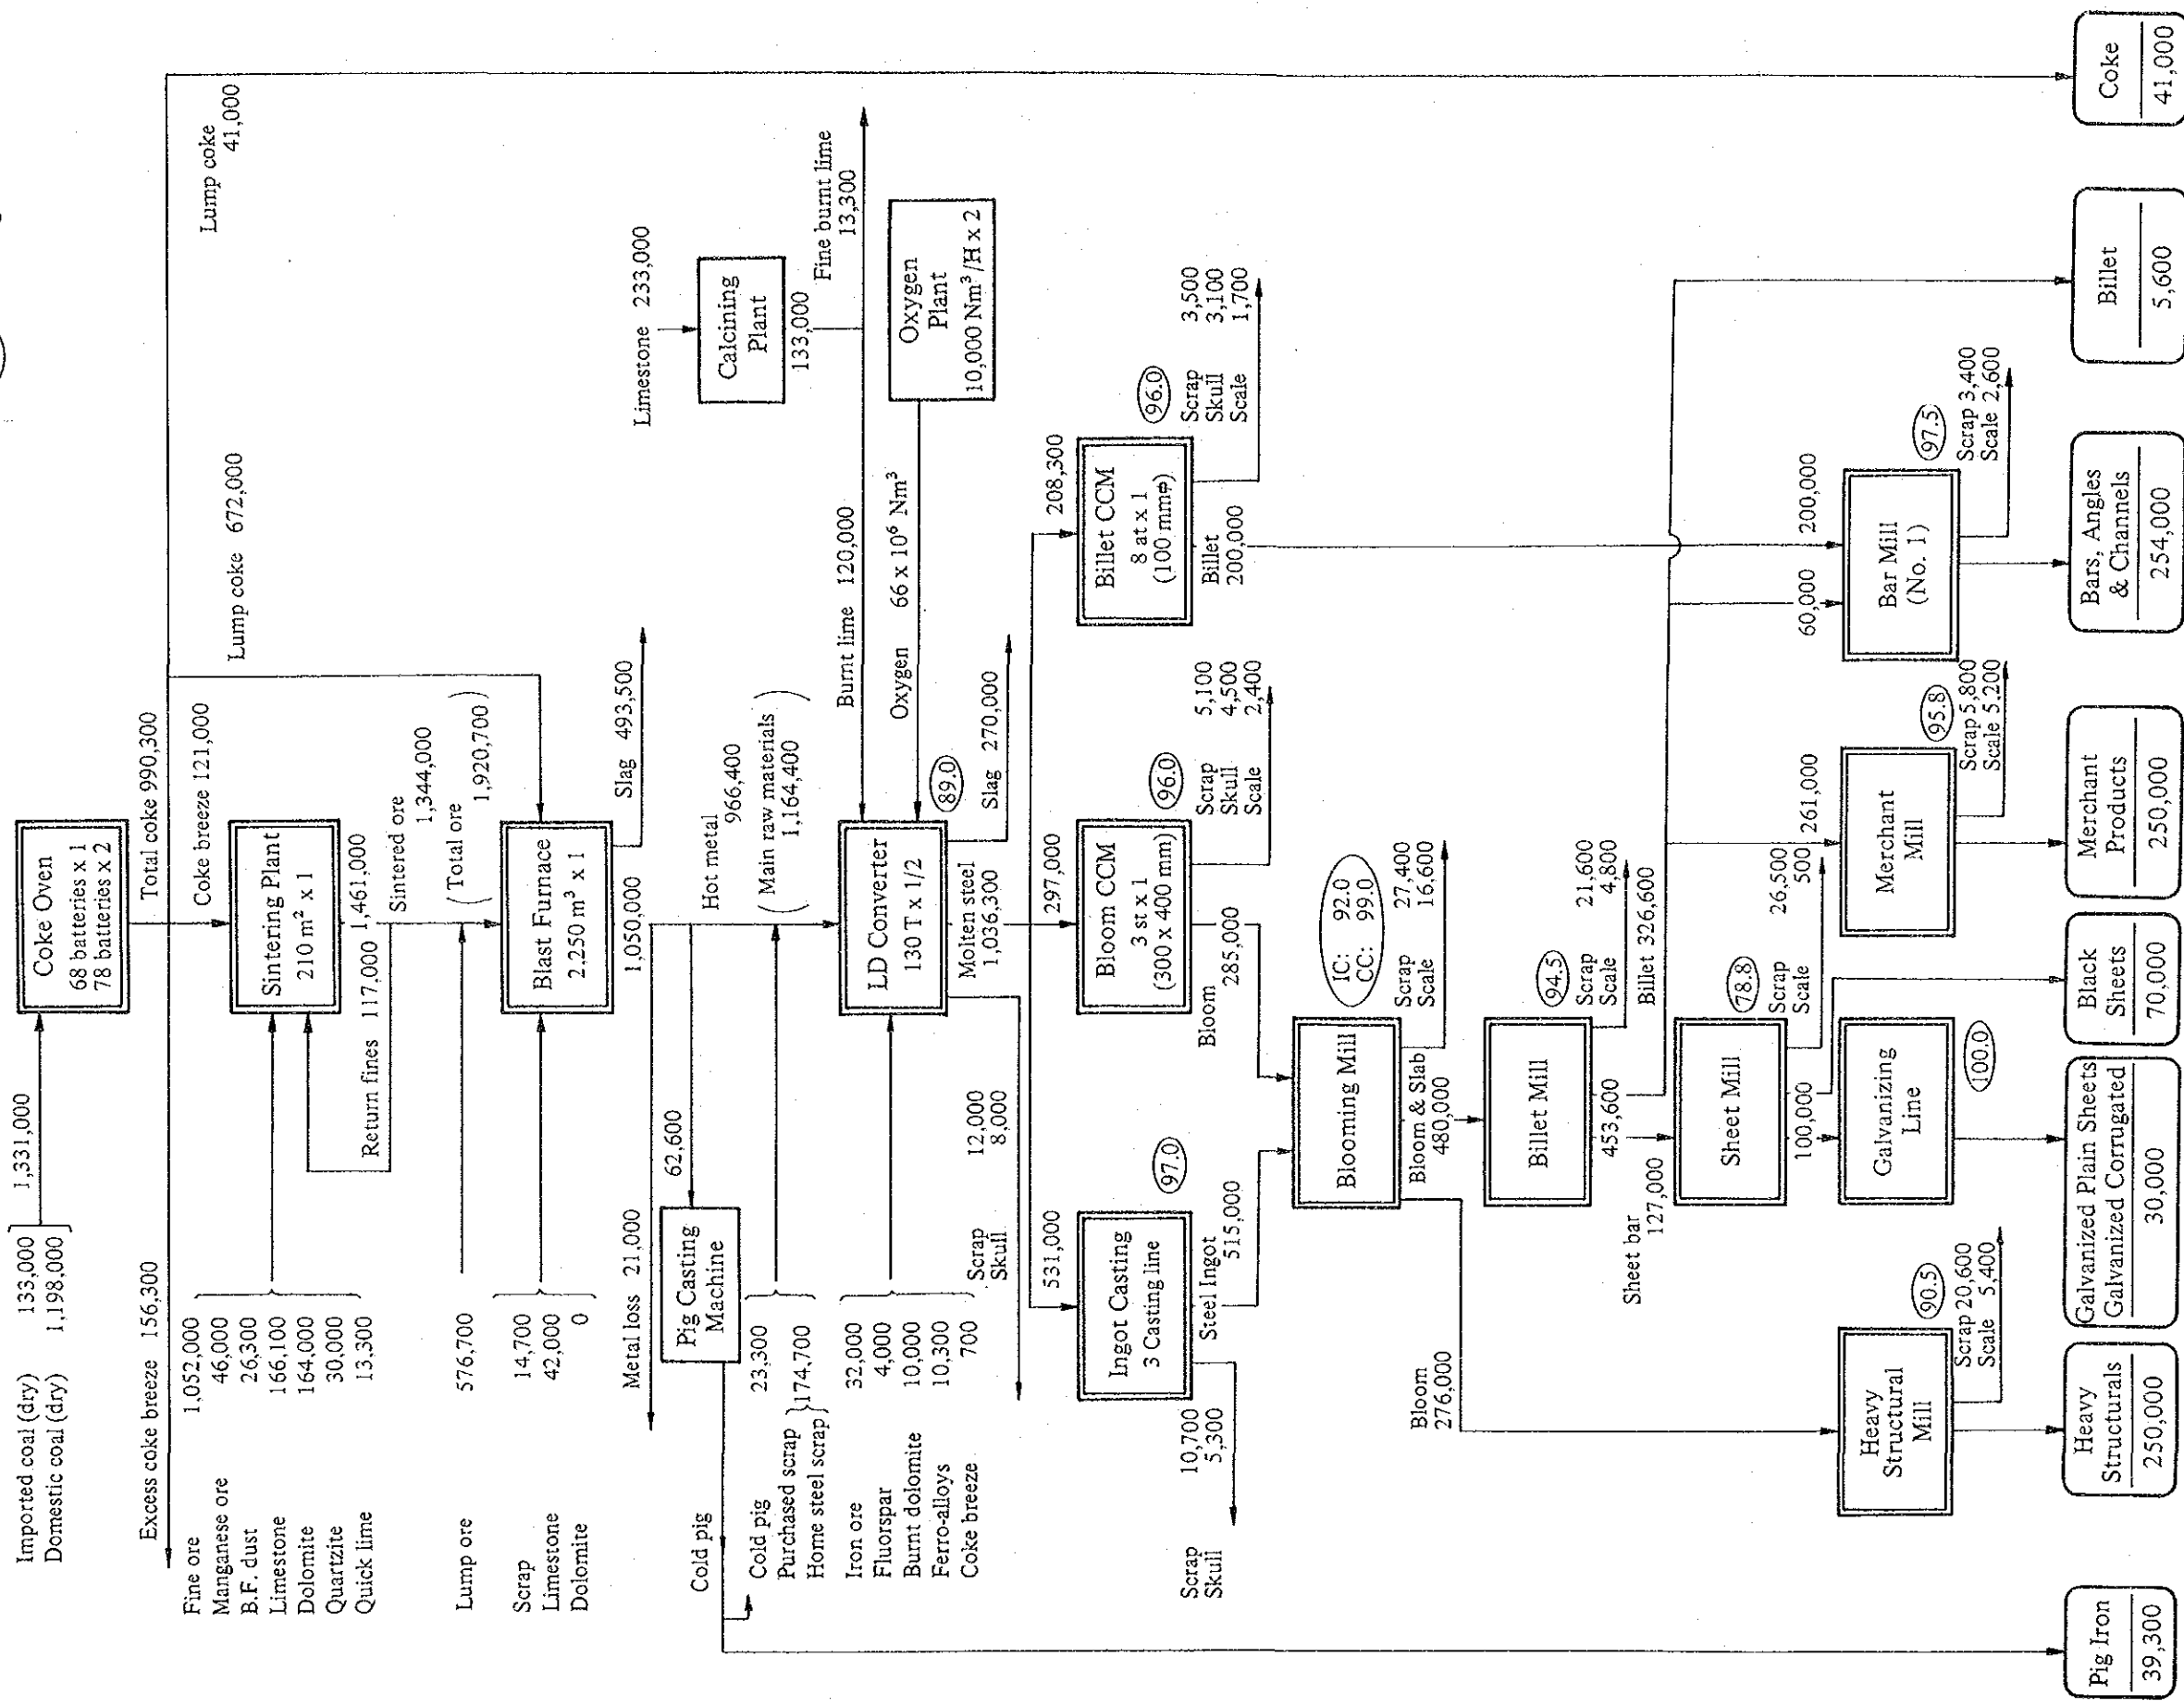 Imported coal (dry) 133,000
Domestic coal (dry) 1,198,000
1,331,000
Coke Oven
68 batteries x 1
78 batteries x 2
Excess coke breeze 156,300
Total coke 990,300
Lump coke
41,000
Coke breeze 121,000
Lump coke 672,000
Fine ore 1,052,000
Manganese ore 46,000
B.F. dust 26,300
Limestone 166,100
Dolomite 164,000
Quartzite 30,000
Quick lime 13,300
Sintering Plant
210 m² x 1
1,461,000
Return fines 117,000
Sintered ore
1,344,000
(Total ore
1,920,700)
Lump ore 576,700
Scrap 14,700
Limestone 42,000
Dolomite 0
Blast Furnace
2,250 m³ x 1
Slag 493,500
1,050,000
Metal loss 21,000
62,600
Pig Casting
Machine
Cold pig
Hot metal
966,400
(Main raw materials
1,164,400)
Limestone 233,000
Calcining
Plant
133,000
Fine burnt lime
13,300
Burnt lime 120,000
Oxygen
Plant
10,000 Nm³/H x 2
Oxygen 66 x 10⁶ Nm³
Cold pig 23,300
Purchased scrap
Home steel scrap }174,700
Iron ore 32,000
Fluorspar 4,000
Burnt dolomite 10,000
Ferro-alloys 10,300
Coke breeze 700
LD Converter
130 T x 1/2
89.0
Slag 270,000
Molten steel
1,036,300
Scrap 12,000
Skull 8,000
531,000
297,000
208,300
Ingot Casting
3 Casting line
97.0
Bloom CCM
3 st x 1
(300 x 400 mm)
96.0
Billet CCM
8 at x 1
(100 mmφ)
96.0
Scrap 10,700
Skull 5,300
Steel Ingot
515,000
Bloom
285,000
Scrap 5,100
Skull 4,500
Scale 2,400
Billet
200,000
Scrap 3,500
Skull 3,100
Scale 1,700
Blooming Mill
IC: 92.0
CC: 99.0
Scrap 27,400
Scale 16,600
Bloom
276,000
Bloom & Slab
480,000
Billet Mill
94.5
Scrap 21,600
Scale 4,800
453,600
Billet 326,600
Sheet bar
127,000
Sheet Mill
78.8
Scrap 26,500
Scale 500
100,000
261,000
60,000
200,000
Heavy
Structural
Mill
90.5
Scrap 20,600
Scale 5,400
Galvanizing
Line
100.0
Merchant
Mill
95.8
Scrap 5,800
Scale 5.200
Bar Mill
(No. 1)
97.5
Scrap 3,400
Scale 2,600
Pig Iron
39,300
Heavy
Structurals
250,000
Galvanized Plain Sheets
Galvanized Corrugated
30,000
Black
Sheets
70,000
Merchant
Products
250,000
Bars, Angles
& Channels
254,000
Billet
5,600
Coke
41,000